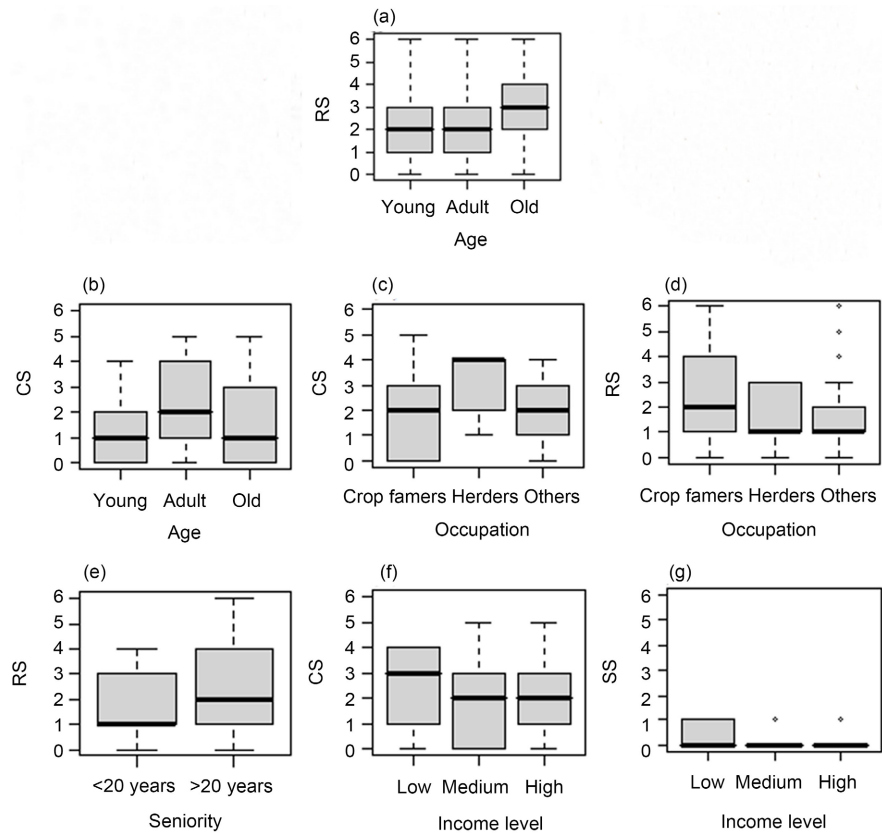 (a)
6
5
4
3
2
1
0
RS
Young Adult Old
Age
(b)
6
5
4
3
2
1
0
CS
Young Adult Old
Age
(c)
6
5
4
3
2
1
0
CS
Crop famers Herders Others
Occupation
(d)
6
5
4
3
2
1
0
RS
Crop famers Herders Others
Occupation
(e)
6
5
4
3
2
1
0
RS
<20 years >20 years
Seniority
(f)
6
5
4
3
2
1
0
CS
Low Medium High
Income level
(g)
6
5
4
3
2
1
0
SS
Low Medium High
Income level